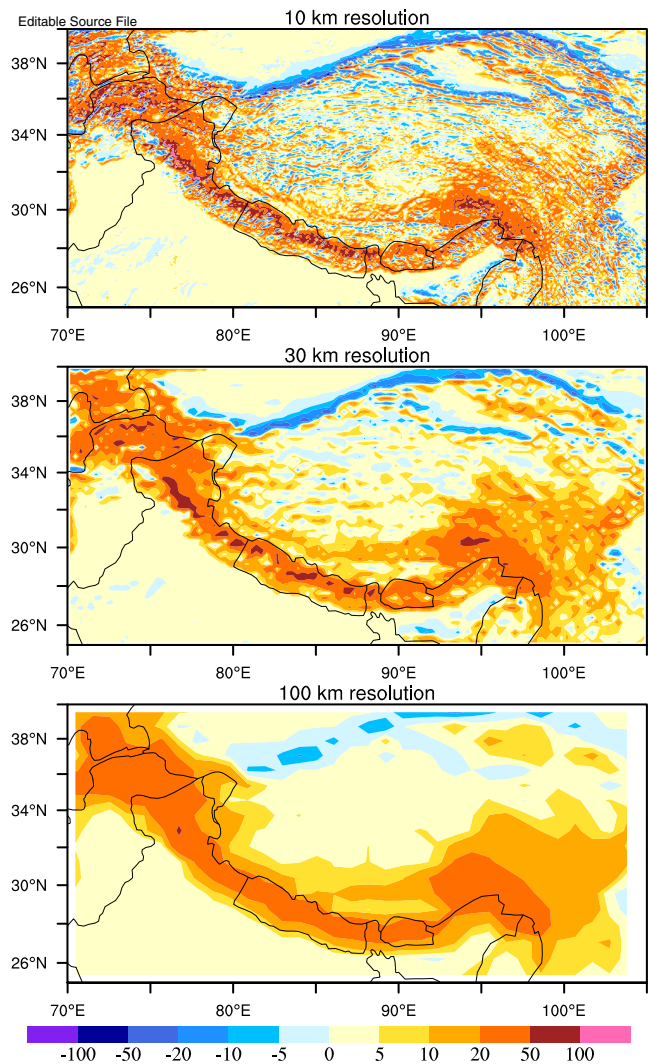 Editable Source File
10 km resolution
38°N
34°N
30°N
26°N
70°E 80°E 90°E 100°E
30 km resolution
38°N
34°N
30°N
26°N
70°E 80°E 90°E 100°E
100 km resolution
38°N
34°N
30°N
26°N
70°E 80°E 90°E 100°E
-100 -50 -20 -10 -5 0 5 10 20 50 100